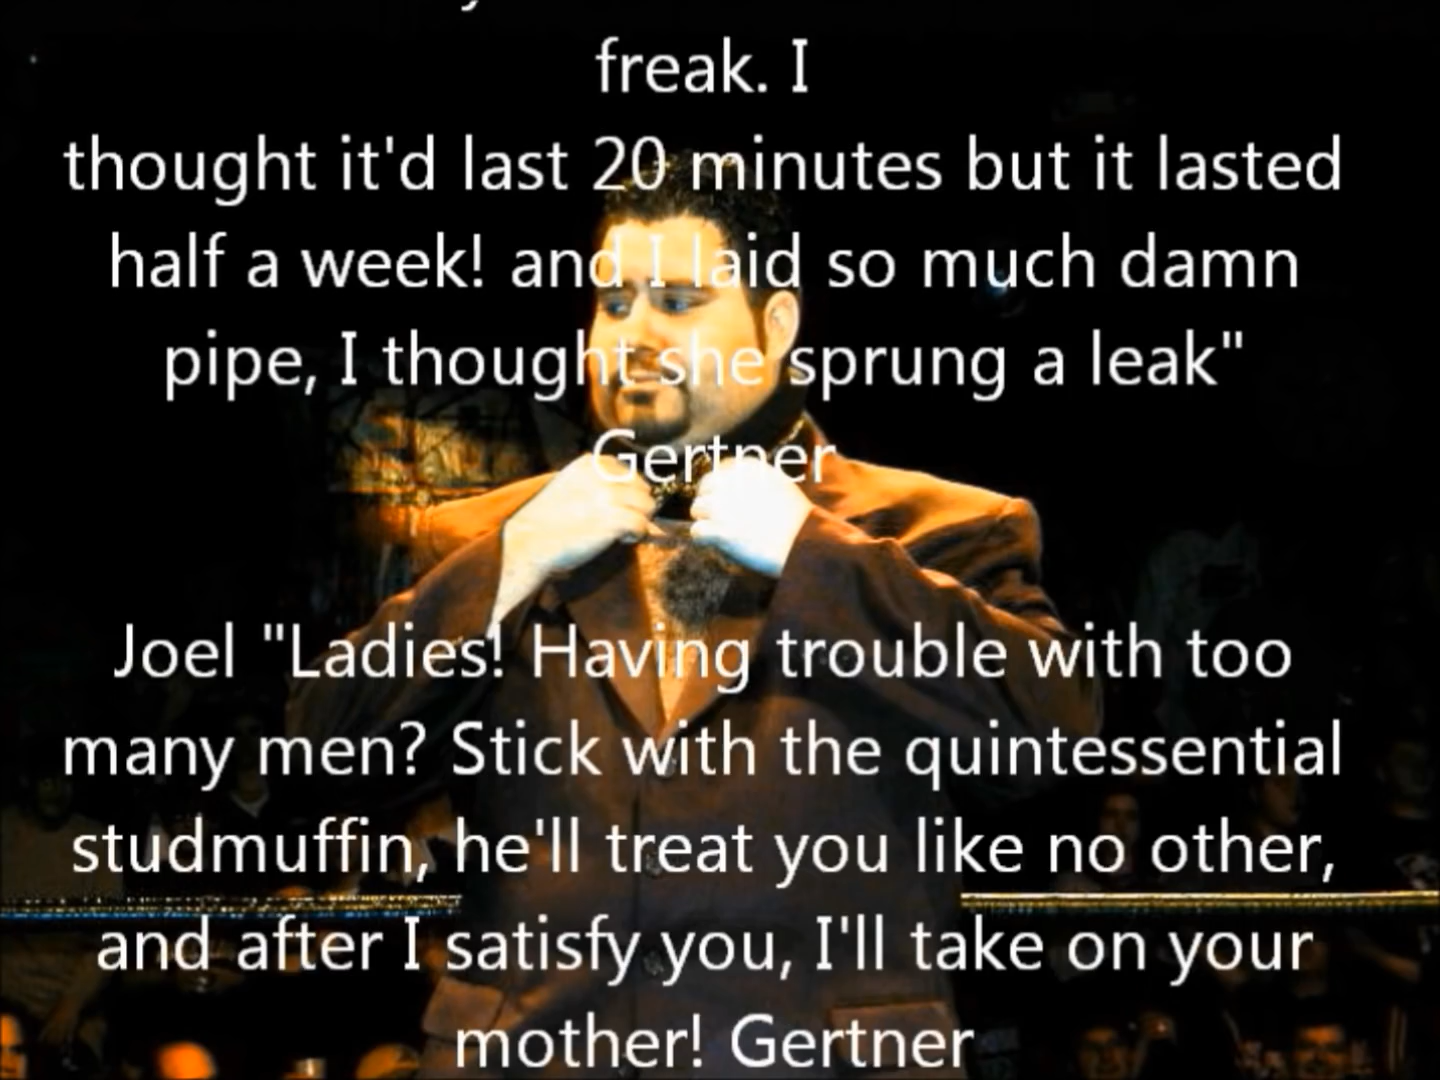 freak. I
thought it'd last 20 minutes but it lasted
half a week! and I laid so much damn
pipe, I thought she sprung a leak"
Gertner
Joel "Ladies! Having trouble with too
many men? Stick with the quintessential
studmuffin, he'll treat you like no other,
and after I satisfy you, I'll take on your
mother! Gertner